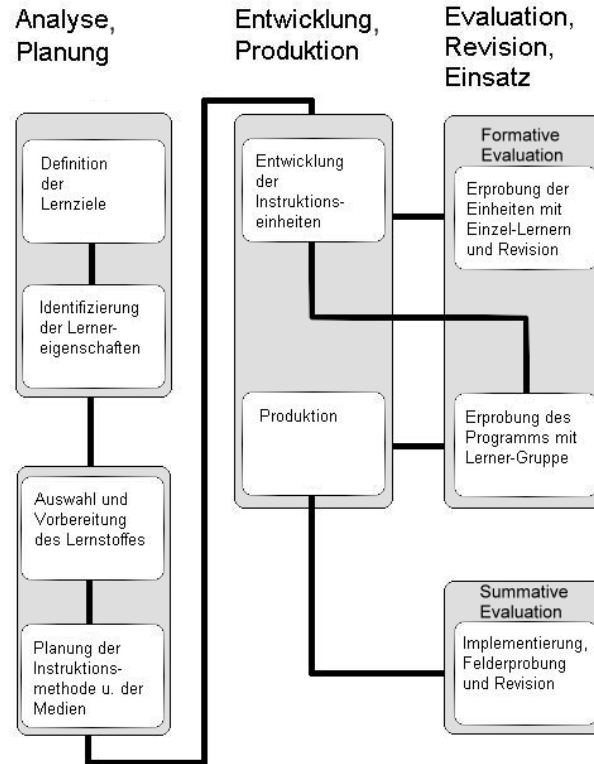 Analyse,
Planung
Definition
der
Lernziele
Identifizierung
der Lerner-
eigenschaften
Auswahl und
Vorbereitung
des Lernstoffes
Planung der
Instruktions-
methode u. der
Medien
Entwicklung,
Produktion
Entwicklung
der
Instruktions-
einheiten
Produktion
Evaluation,
Revision,
Einsatz
Formative
Evaluation
Erprobung der
Einheiten mit
Einzel-Lernern
und Revision
Erprobung des
Programms mit
Lerner-Gruppe
Summative
Evaluation
Implementierung,
Felderprobung
und Revision